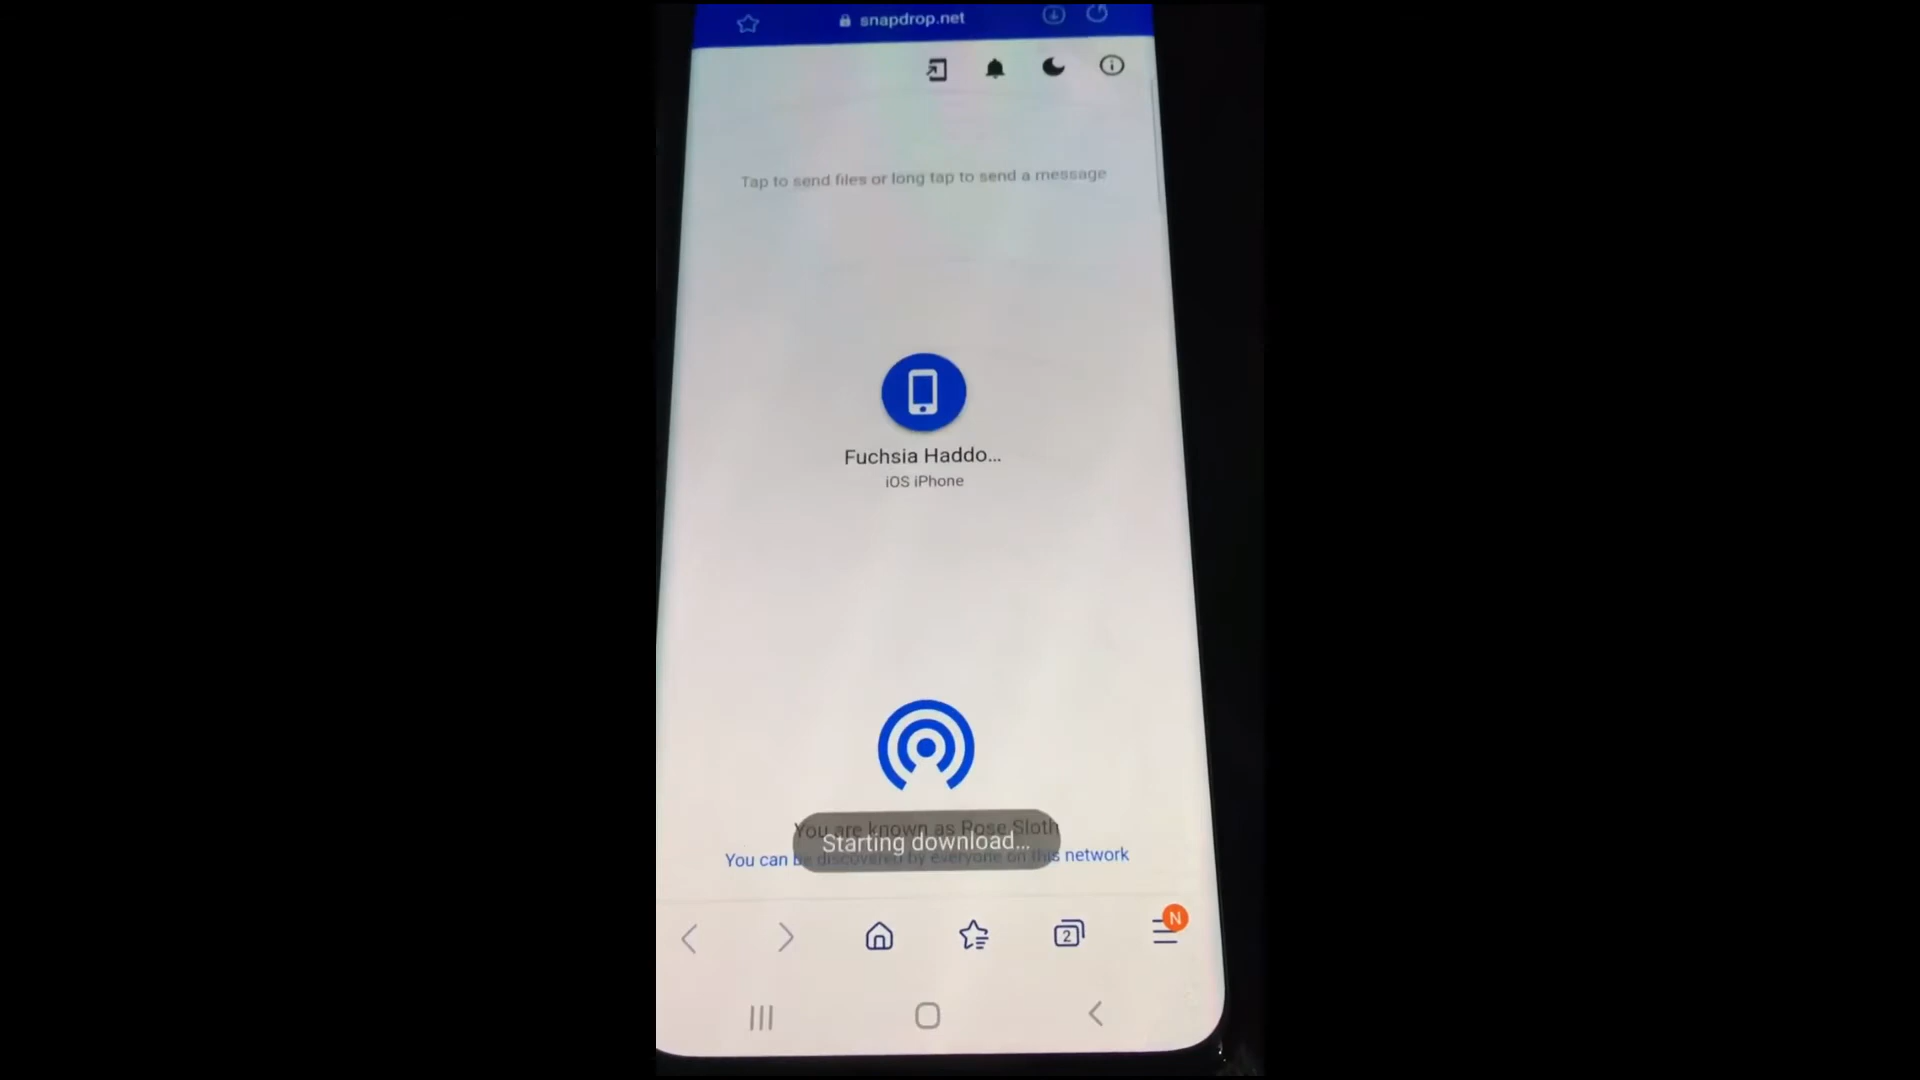 snapdrop.net
Tap to send files or long tap to send a message
Fuchsia Haddo...
iOS iPhone
You are known as Rose Sloth
Starting download...
You can be discovered by everyone on this network
2
N